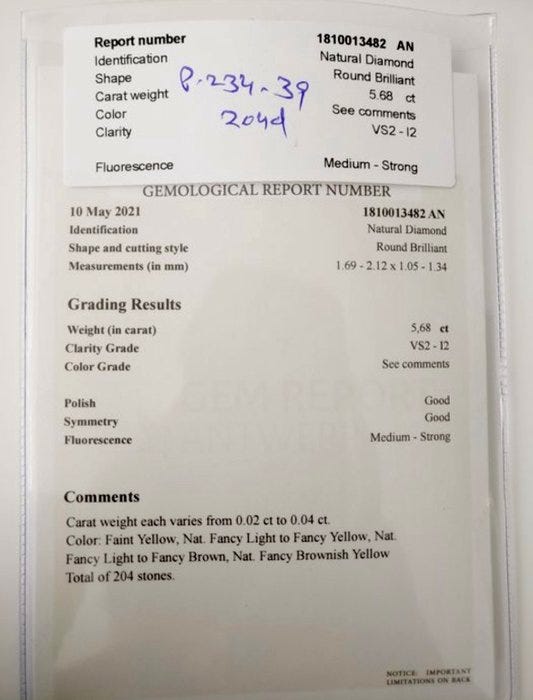 Report number 1810013482 AN
Identification Natural Diamond
Shape Round Brilliant
Carat weight 5.68 ct
Color See comments
Clarity VS2 - I2
P.234-39
204d
Fluorescence Medium - Strong
GEMOLOGICAL REPORT NUMBER
10 May 2021 1810013482 AN
Identification Natural Diamond
Shape and cutting style Round Brilliant
Measurements (in mm) 1.69 - 2.12 x 1.05 - 1.34
Grading Results
Weight (in carat) 5,68 ct
Clarity Grade VS2 - I2
Color Grade See comments
Polish Good
Symmetry Good
Fluorescence Medium - Strong
GEM REPORT
ANTWERP
Comments
Carat weight each varies from 0.02 ct to 0.04 ct.
Color: Faint Yellow, Nat. Fancy Light to Fancy Yellow, Nat.
Fancy Light to Fancy Brown, Nat. Fancy Brownish Yellow
Total of 204 stones.
NOTICE: IMPORTANT
LIMITATIONS ON BACK